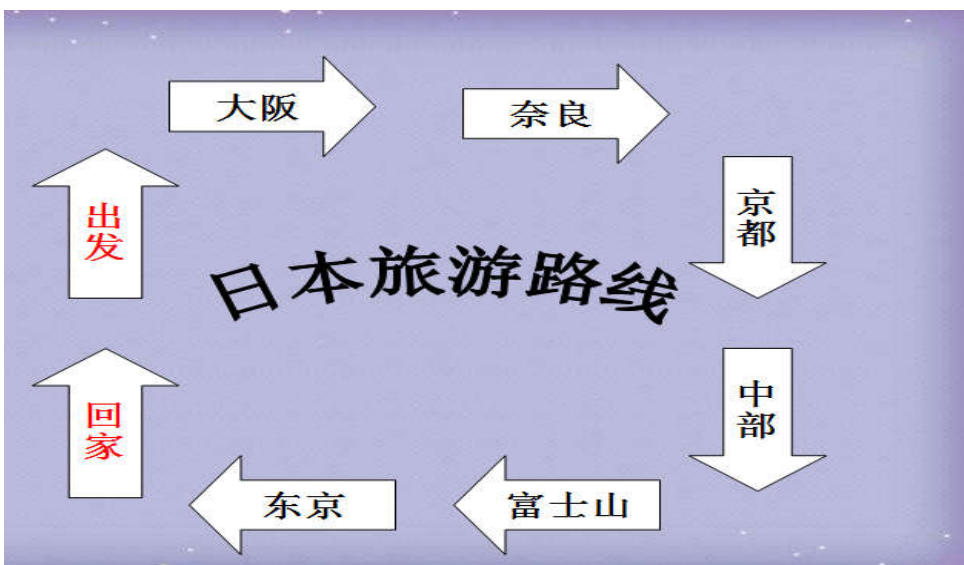 大阪
奈良
京都
出发
日本旅游路线
中部
回家
东京
富士山